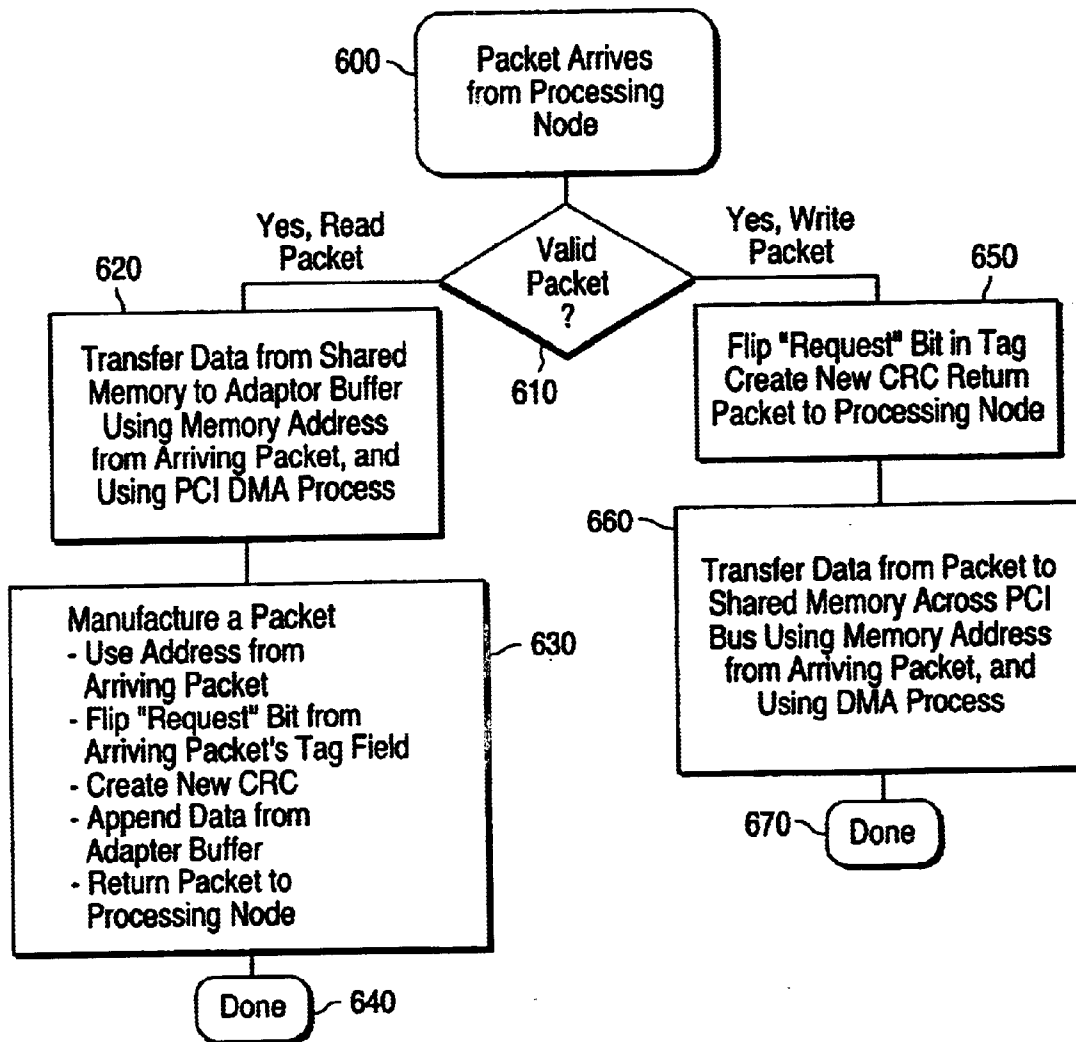 600
Packet Arrives
from Processing
Node
Yes, Read
Packet
Valid
Packet
?
Yes, Write
Packet
610
620
Transfer Data from Shared
Memory to Adaptor Buffer
Using Memory Address
from Arriving Packet, and
Using PCI DMA Process
650
Flip "Request" Bit in Tag
Create New CRC Return
Packet to Processing Node
630
Manufacture a Packet
- Use Address from
Arriving Packet
- Flip "Request" Bit from
Arriving Packet's Tag Field
- Create New CRC
- Append Data from
Adapter Buffer
- Return Packet to
Processing Node
660
Transfer Data from Packet to
Shared Memory Across PCI
Bus Using Memory Address
from Arriving Packet, and
Using DMA Process
670
Done
Done
640